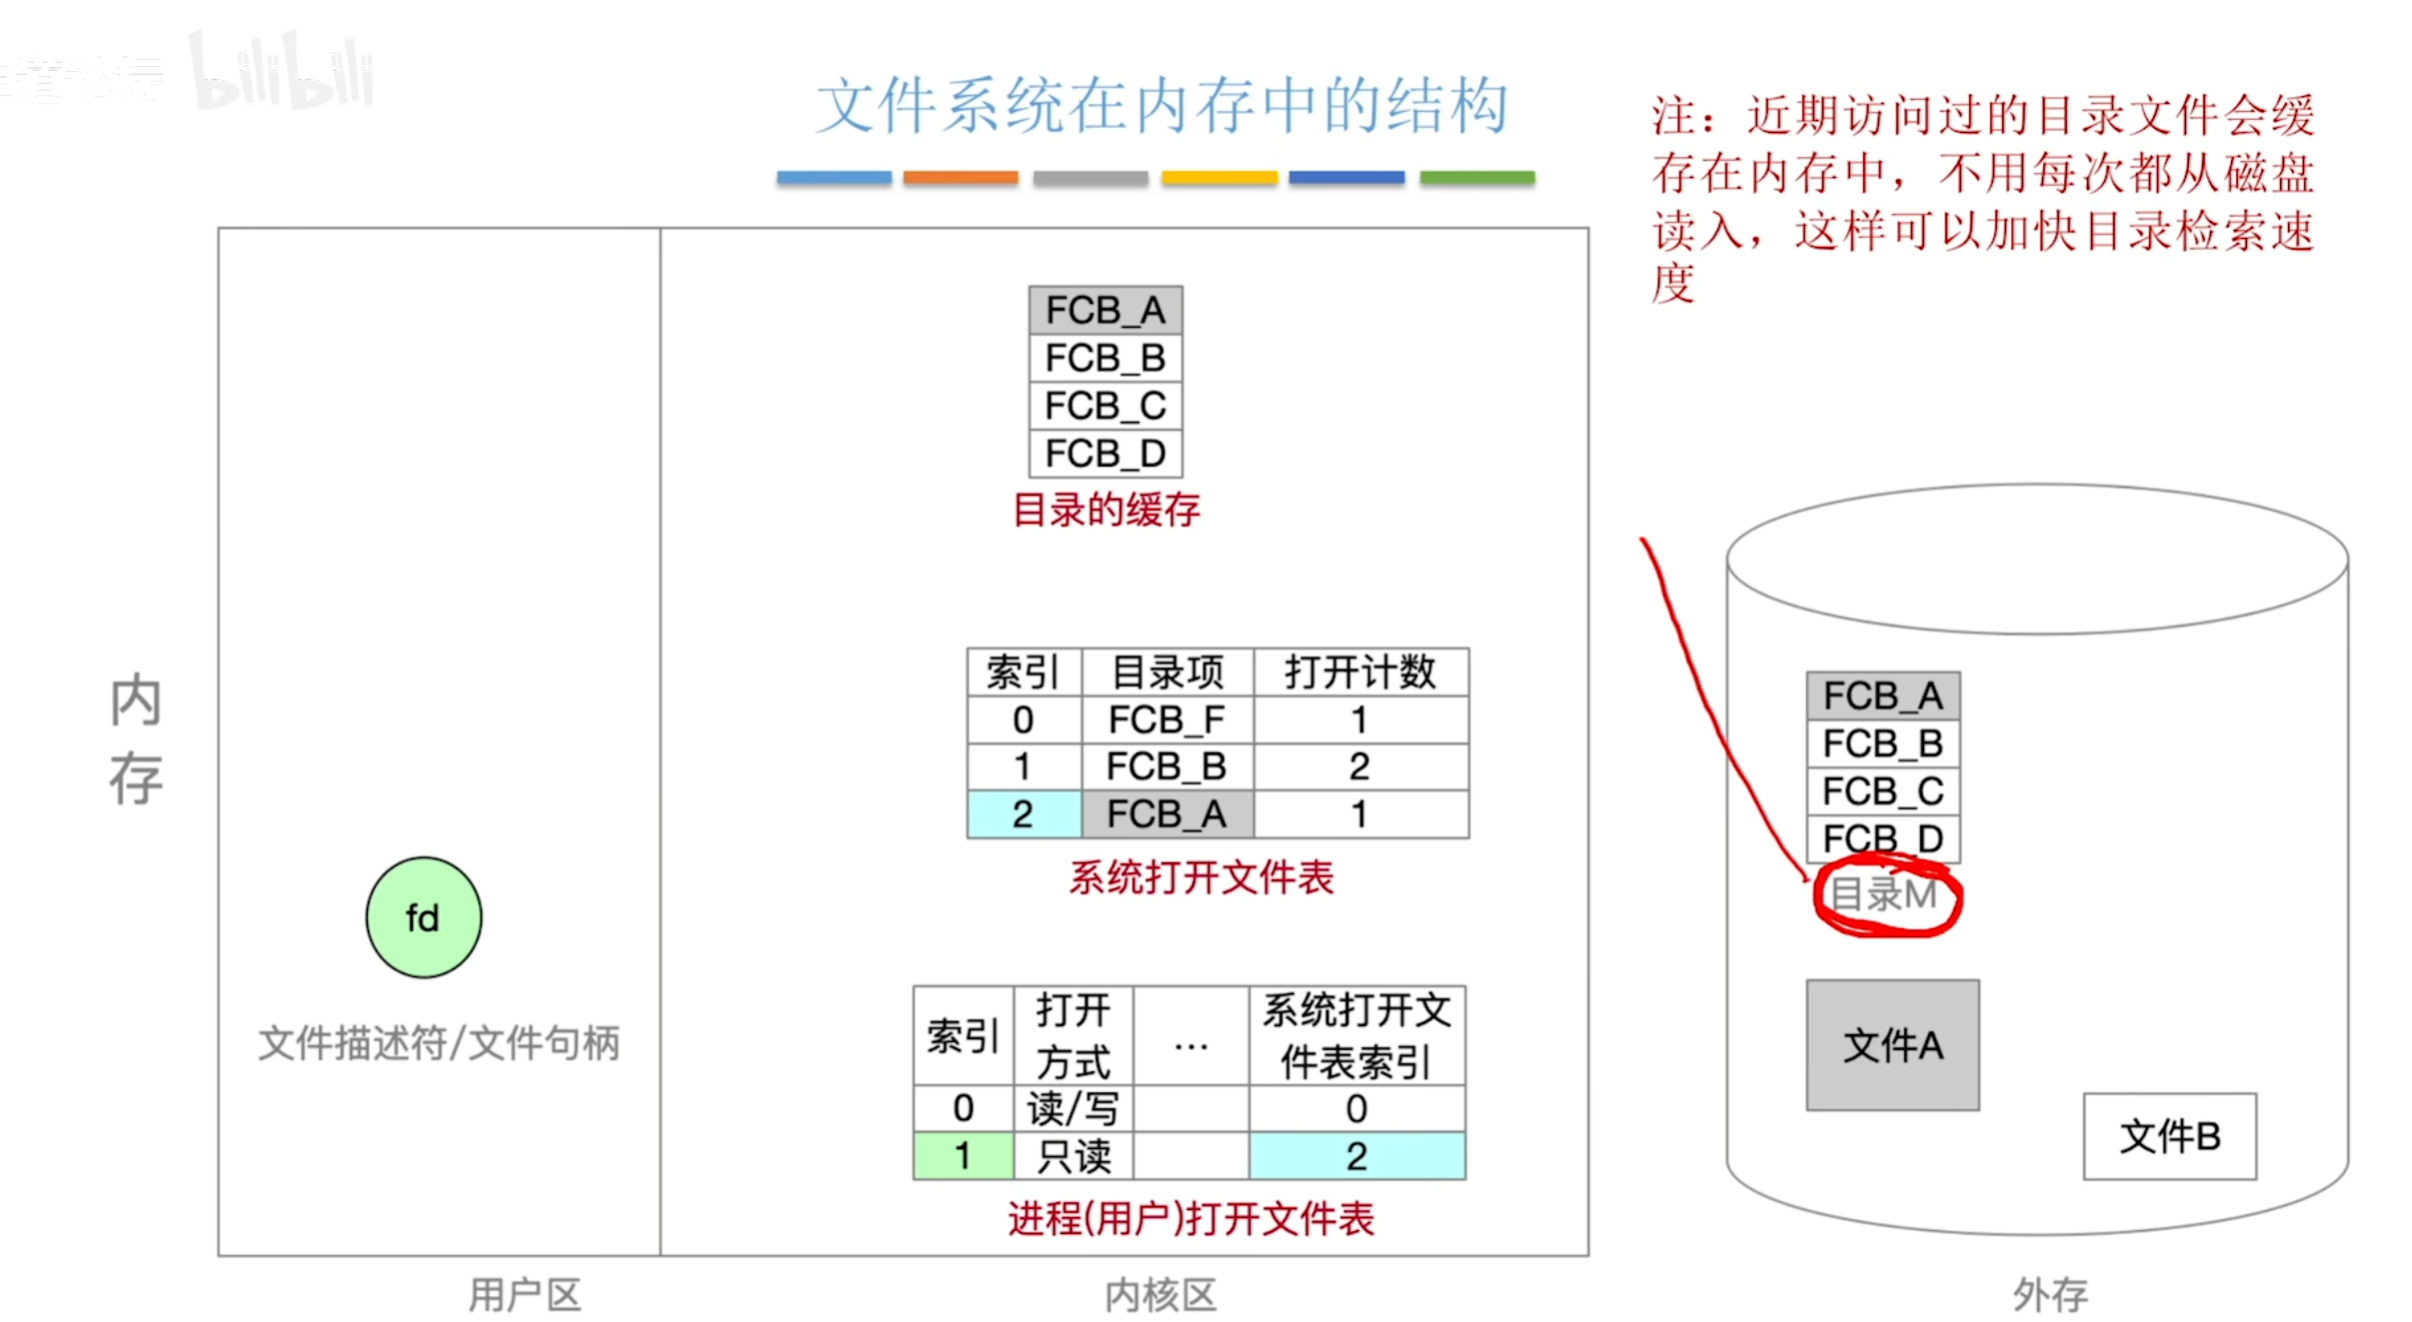 bilibili
文件系统在内存中的结构
注：近期访问过的目录文件会缓
存在内存中，不用每次都从磁盘
读入，这样可以加快目录检索速
度
内存
FCB_A
FCB_B
FCB_C
FCB_D
目录的缓存
索引 目录项 打开计数
0 FCB_F 1
1 FCB_B 2
2 FCB_A 1
系统打开文件表
fd
文件描述符/文件句柄
索引 打开方式 ... 系统打开文件表索引
0 读/写 0
1 只读 2
进程(用户)打开文件表
用户区
内核区
FCB_A
FCB_B
FCB_C
FCB_D
目录M
文件A
文件B
外存